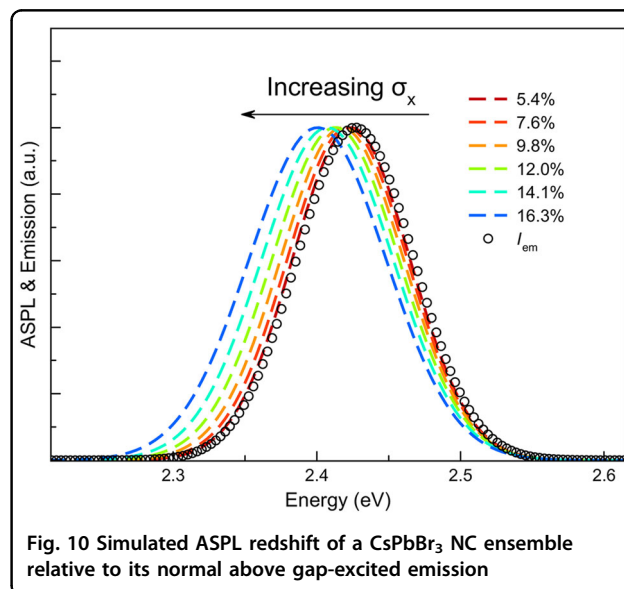 Increasing σx
5.4%
7.6%
9.8%
12.0%
14.1%
16.3%
Iem
ASPL & Emission (a.u.)
2.3
2.4
2.5
2.6
Energy (eV)
Fig. 10 Simulated ASPL redshift of a CsPbBr₃ NC ensemble
relative to its normal above gap-excited emission